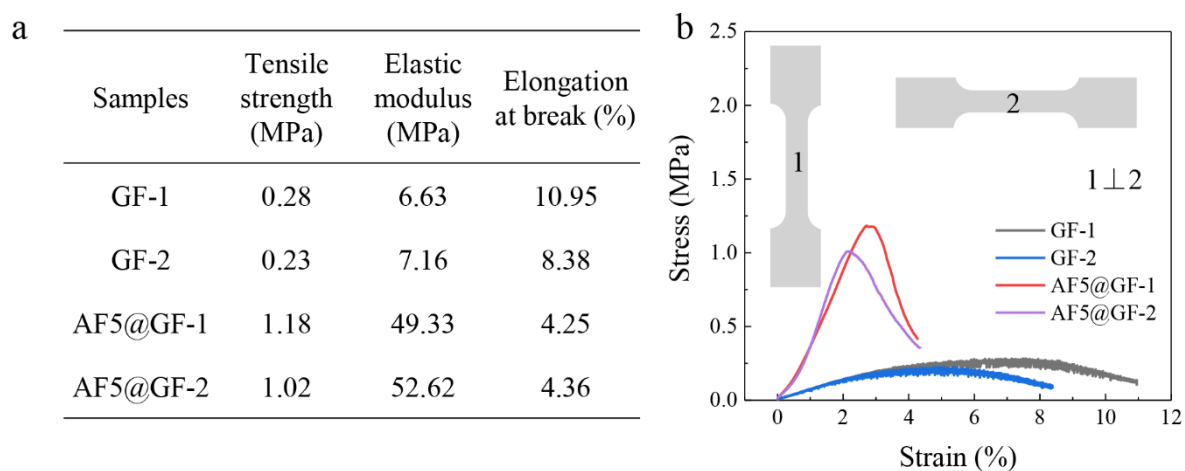 a
Samples
Tensile
strength
(MPa)
Elastic
modulus
(MPa)
Elongation
at break (%)
GF-1 0.28 6.63 10.95
GF-2 0.23 7.16 8.38
AF5@GF-1 1.18 49.33 4.25
AF5@GF-2 1.02 52.62 4.36
b
2.5
2.0
1.5
1.0
0.5
0.0
Stress (MPa)
1
2
1⊥2
GF-1
GF-2
AF5@GF-1
AF5@GF-2
0 2 4 6 8 10 12
Strain (%)